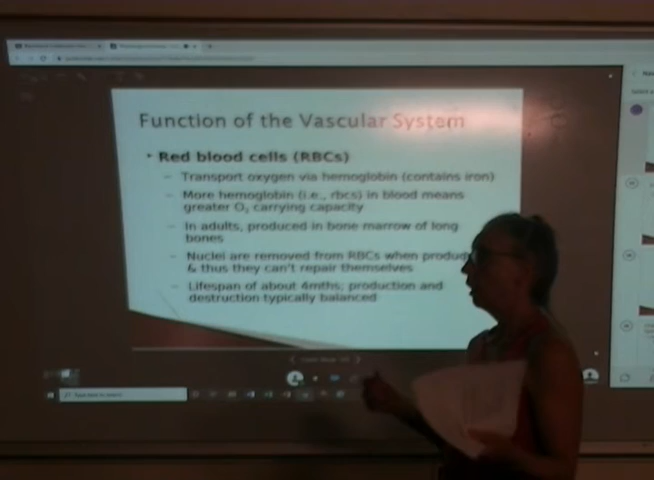 Function of the Vascular System
• Red blood cells (RBCs)
– Transport oxygen via hemoglobin (contains iron)
– More hemoglobin (i.e., rbcs) in blood means
greater O₂ carrying capacity
– In adults, produced in bone marrow of long
bones
– Nuclei are removed from RBCs when
& thus they can't repair themselves
– Lifespan of about 4mths; production and
destruction typically balanced